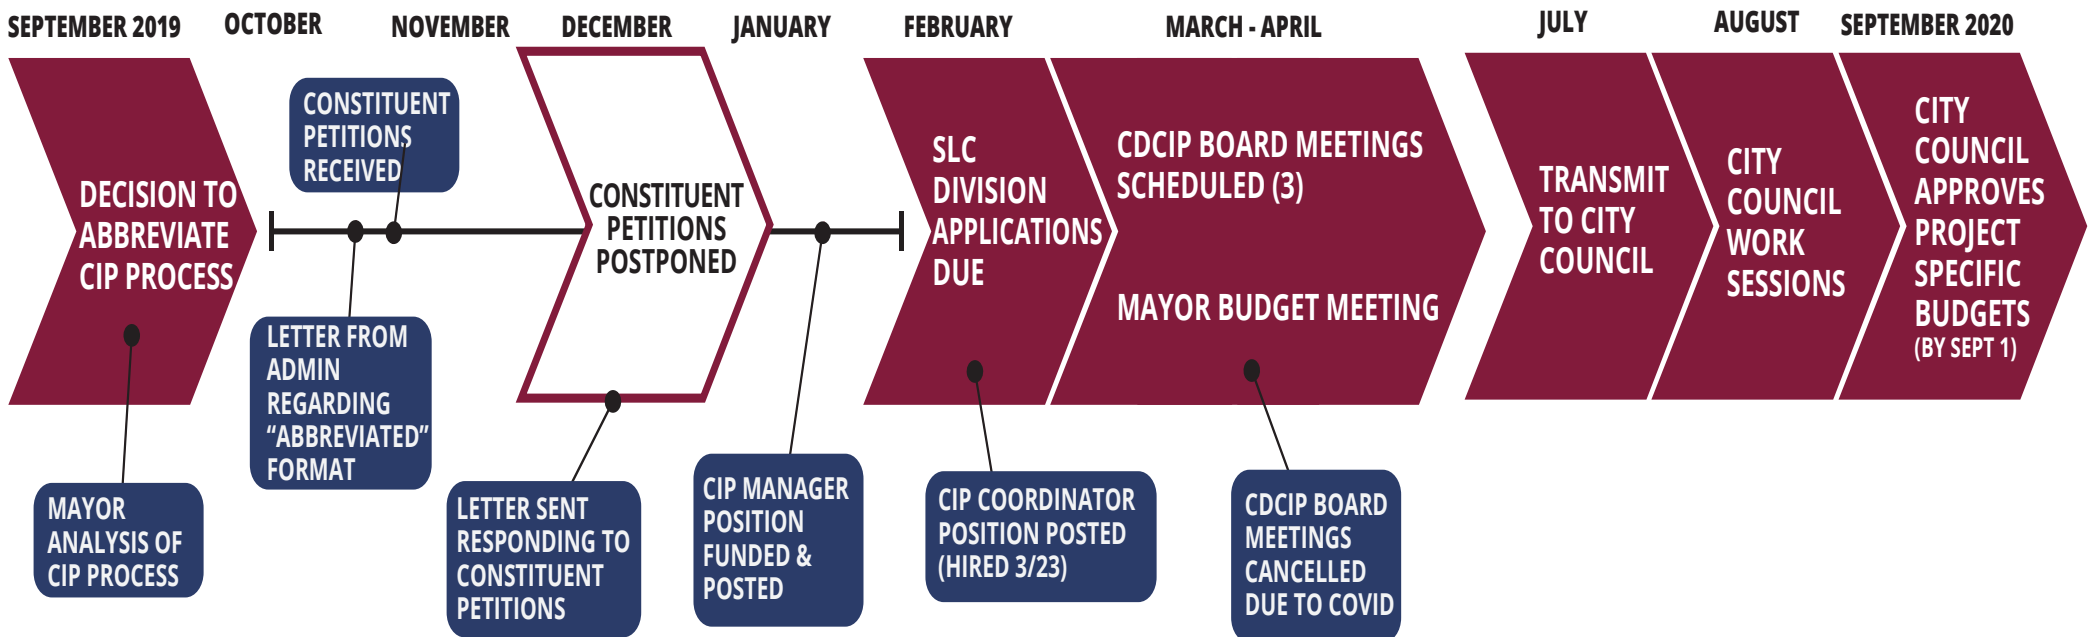 SEPTEMBER 2019
OCTOBER
NOVEMBER
DECEMBER
JANUARY
FEBRUARY
MARCH - APRIL
JULY
AUGUST
SEPTEMBER 2020
DECISION TO
ABBREVIATE
CIP PROCESS
MAYOR
ANALYSIS OF
CIP PROCESS
CONSTITUENT
PETITIONS
RECEIVED
LETTER FROM
ADMIN
REGARDING
“ABBREVIATED”
FORMAT
CONSTITUENT
PETITIONS
POSTPONED
LETTER SENT
RESPONDING TO
CONSTITUENT
PETITIONS
CIP MANAGER
POSITION
FUNDED &
POSTED
SLC
DIVISION
APPLICATIONS
DUE
CIP COORDINATOR
POSITION POSTED
(HIRED 3/23)
CDCIP BOARD MEETINGS
SCHEDULED (3)
MAYOR BUDGET MEETING
CDCIP BOARD
MEETINGS
CANCELLED
DUE TO COVID
TRANSMIT
TO CITY
COUNCIL
CITY
COUNCIL
WORK
SESSIONS
CITY
COUNCIL
APPROVES
PROJECT
SPECIFIC
BUDGETS
(BY SEPT 1)